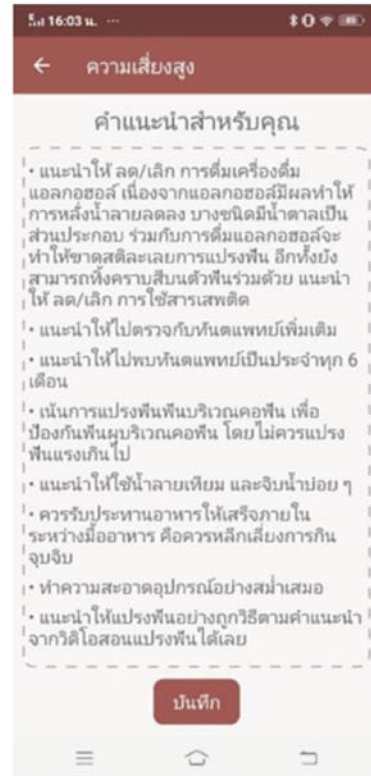 16:03 น. ...
ความเสี่ยงสูง
คำแนะนำสำหรับคุณ
• แนะนำให้ ลด/เลิก การดื่มเครื่องดื่ม
แอลกอฮอล์ เนื่องจากแอลกอฮอล์มีผลทำให้
การหลั่งน้ำลายลดลง บางชนิดมีน้ำตาลเป็น
ส่วนประกอบ ร่วมกับการดื่มแอลกอฮอล์จะ
ทำให้ขาดสติละเลยการแปรงฟัน อีกทั้งยัง
สามารถทิ้งคราบสีบนตัวฟันร่วมด้วย แนะนำ
ให้ ลด/เลิก การใช้สารเสพติด
• แนะนำให้ไปตรวจกับทันตแพทย์เพิ่มเติม
• แนะนำให้ไปพบทันตแพทย์เป็นประจำทุก 6
เดือน
• เน้นการแปรงฟันฟันบริเวณคอฟัน เพื่อ
ป้องกันฟันผุบริเวณคอฟัน โดยไม่ควรแปรง
ฟันแรงเกินไป
• แนะนำให้ใช้น้ำลายเทียม และจิบน้ำบ่อย ๆ
• ควรรับประทานอาหารให้เสร็จภายใน
ระหว่างมื้ออาหาร คือควรหลีกเลี่ยงการกิน
จุบจิบ
• ทำความสะอาดอุปกรณ์อย่างสม่ำเสมอ
• แนะนำให้แปรงฟันอย่างถูกวิธีตามคำแนะนำ
จากวิดิโอสอนแปรงฟันได้เลย
บันทึก